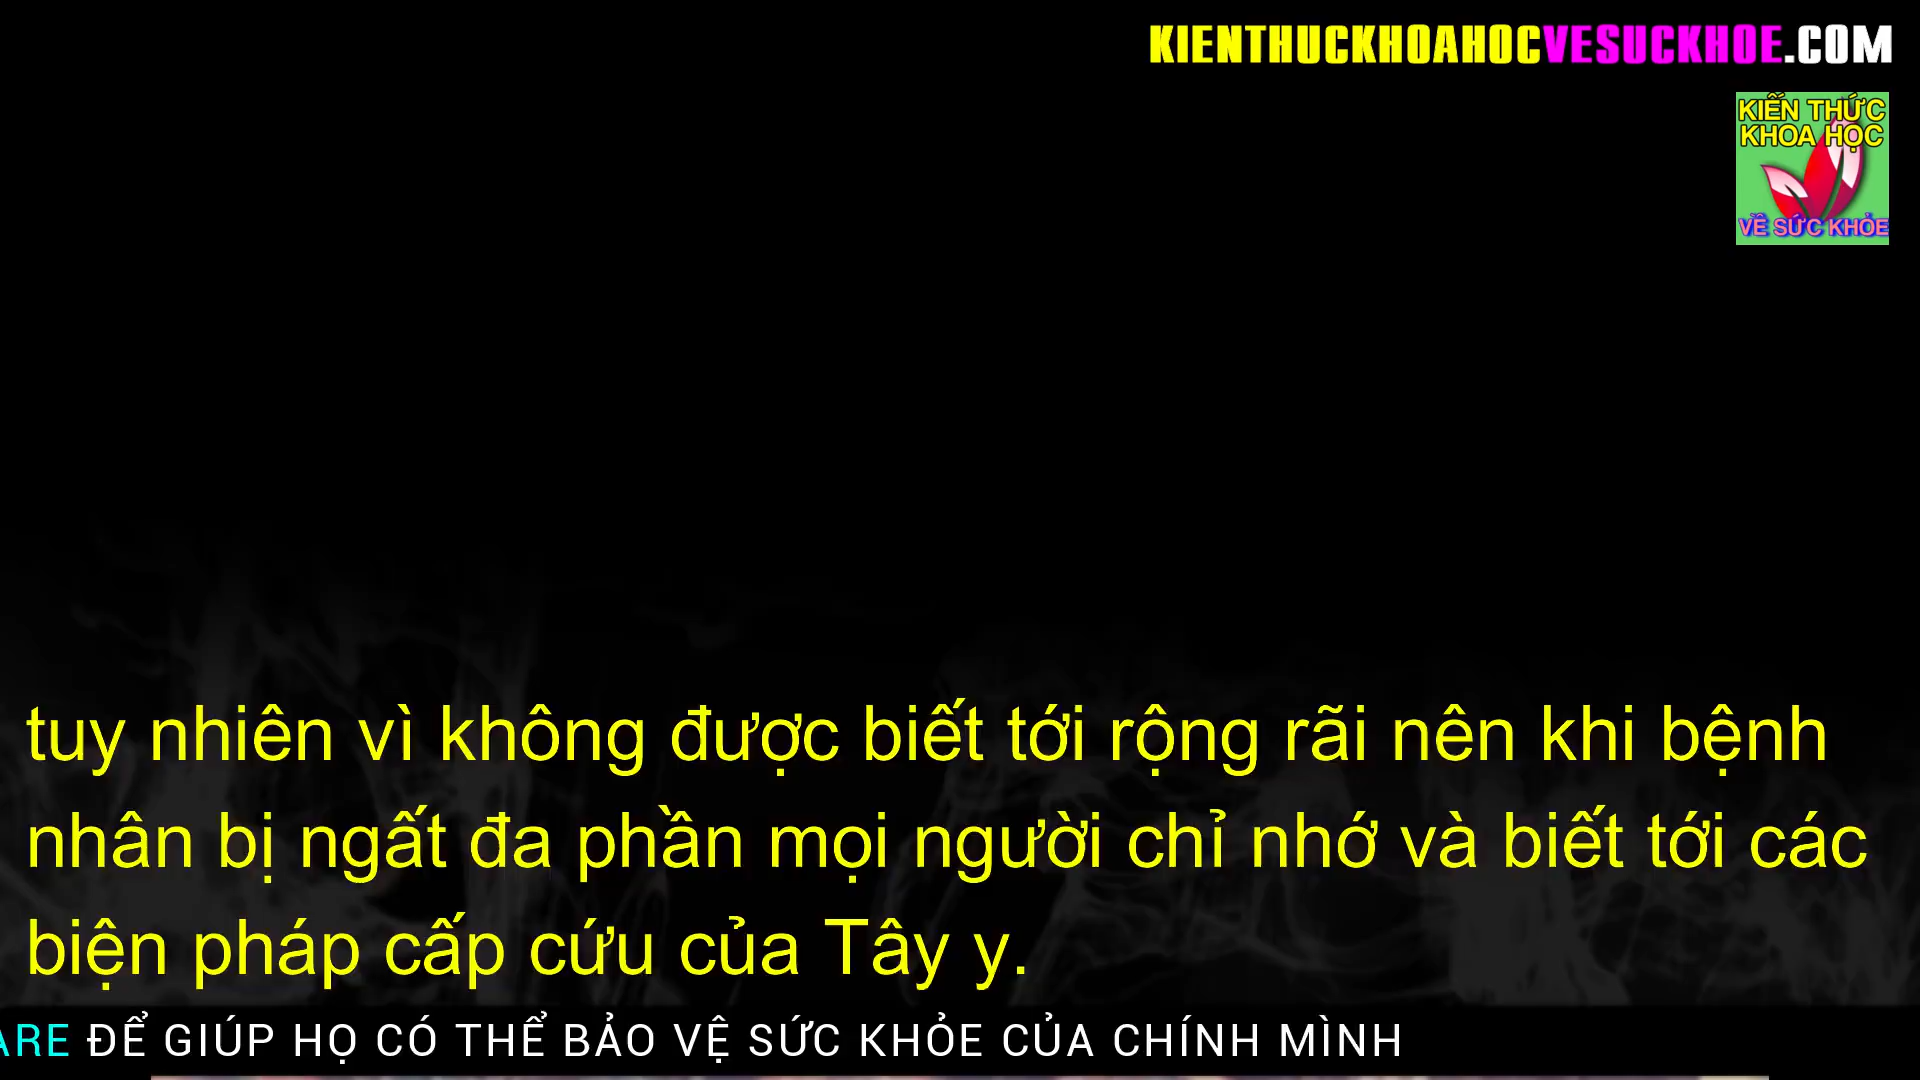 KIENTHUCKHOAHOCVESUCKHOE.COM
KIẾN THỨC
KHOA HỌC
VỀ SỨC KHỎE
tuy nhiên vì không được biết tới rộng rãi nên khi bệnh
nhân bị ngất đa phần mọi người chỉ nhớ và biết tới các
biện pháp cấp cứu của Tây y.
ARE ĐỂ GIÚP HỌ CÓ THỂ BẢO VỆ SỨC KHỎE CỦA CHÍNH MÌNH